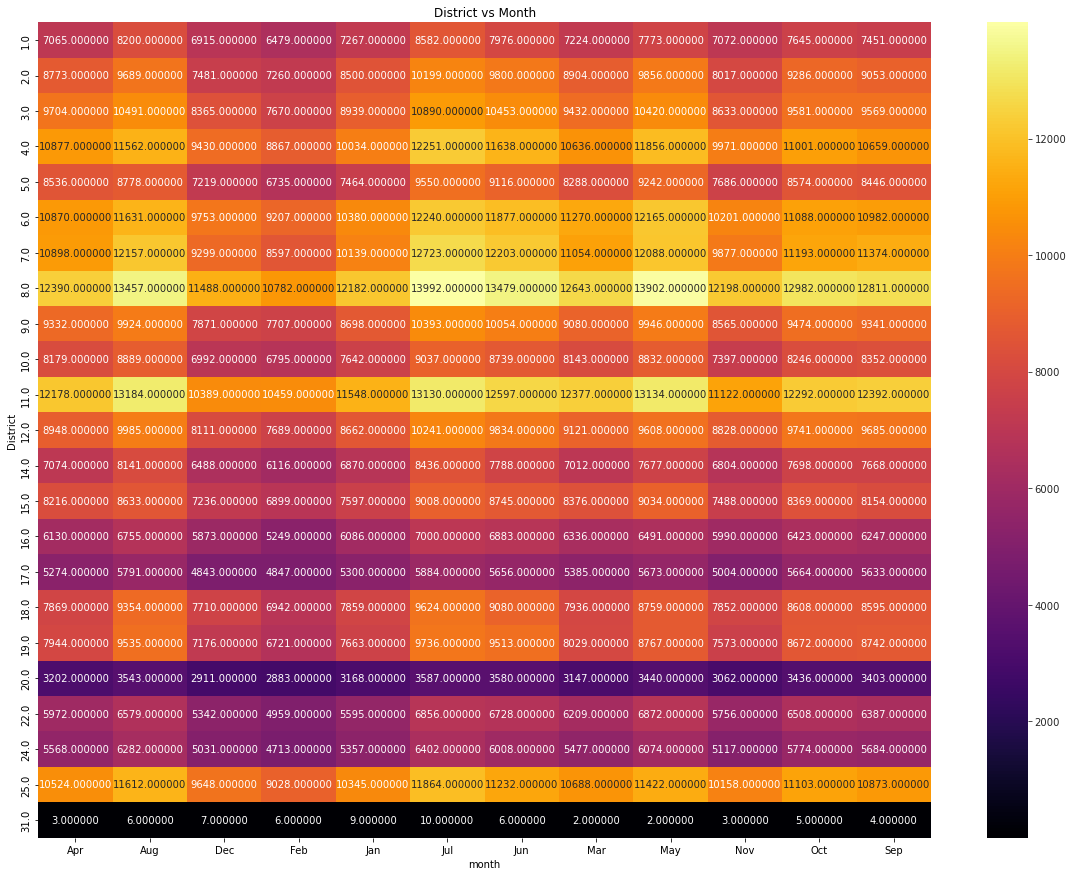 District vs Month
1.0 7065.000000 8200.000000 6915.000000 6479.000000 7267.000000 8582.000000 7976.000000 7224.000000 7773.000000 7072.000000 7645.000000 7451.000000
2.0 8773.000000 9689.000000 7481.000000 7260.000000 8500.000000 10199.000000 9800.000000 8904.000000 9856.000000 8017.000000 9286.000000 9053.000000
3.0 9704.000000 10491.000000 8365.000000 7670.000000 8939.000000 10890.000000 10453.000000 9432.000000 10420.000000 8633.000000 9581.000000 9569.000000
4.0 10877.000000 11562.000000 9430.000000 8867.000000 10034.000000 12251.000000 11638.000000 10636.000000 11856.000000 9971.000000 11001.000000 10659.000000
5.0 8536.000000 8778.000000 7219.000000 6735.000000 7464.000000 9550.000000 9116.000000 8288.000000 9242.000000 7686.000000 8574.000000 8446.000000
6.0 10870.000000 11631.000000 9753.000000 9207.000000 10380.000000 12240.000000 11877.000000 11270.000000 12165.000000 10201.000000 11088.000000 10982.000000
7.0 10898.000000 12157.000000 9299.000000 8597.000000 10139.000000 12723.000000 12203.000000 11054.000000 12088.000000 9877.000000 11193.000000 11374.000000
8.0 12390.000000 13457.000000 11488.000000 10782.000000 12182.000000 13992.000000 13479.000000 12643.000000 13902.000000 12198.000000 12982.000000 12811.000000
9.0 9332.000000 9924.000000 7871.000000 7707.000000 8698.000000 10393.000000 10054.000000 9080.000000 9946.000000 8565.000000 9474.000000 9341.000000
10.0 8179.000000 8889.000000 6992.000000 6795.000000 7642.000000 9037.000000 8739.000000 8143.000000 8832.000000 7397.000000 8246.000000 8352.000000
11.0 12178.000000 13184.000000 10389.000000 10459.000000 11548.000000 13130.000000 12597.000000 12377.000000 13134.000000 11122.000000 12292.000000 12392.000000
12.0 8948.000000 9985.000000 8111.000000 7689.000000 8662.000000 10241.000000 9834.000000 9121.000000 9608.000000 8828.000000 9741.000000 9685.000000
14.0 7074.000000 8141.000000 6488.000000 6116.000000 6870.000000 8436.000000 7788.000000 7012.000000 7677.000000 6804.000000 7698.000000 7668.000000
15.0 8216.000000 8633.000000 7236.000000 6899.000000 7597.000000 9008.000000 8745.000000 8376.000000 9034.000000 7488.000000 8369.000000 8154.000000
16.0 6130.000000 6755.000000 5873.000000 5249.000000 6086.000000 7000.000000 6883.000000 6336.000000 6491.000000 5990.000000 6423.000000 6247.000000
17.0 5274.000000 5791.000000 4843.000000 4847.000000 5300.000000 5884.000000 5656.000000 5385.000000 5673.000000 5004.000000 5664.000000 5633.000000
18.0 7869.000000 9354.000000 7710.000000 6942.000000 7859.000000 9624.000000 9080.000000 7936.000000 8759.000000 7852.000000 8608.000000 8595.000000
19.0 7944.000000 9535.000000 7176.000000 6721.000000 7663.000000 9736.000000 9513.000000 8029.000000 8767.000000 7573.000000 8672.000000 8742.000000
20.0 3202.000000 3543.000000 2911.000000 2883.000000 3168.000000 3587.000000 3580.000000 3147.000000 3440.000000 3062.000000 3436.000000 3403.000000
22.0 5972.000000 6579.000000 5342.000000 4959.000000 5595.000000 6856.000000 6728.000000 6209.000000 6872.000000 5756.000000 6508.000000 6387.000000
24.0 5568.000000 6282.000000 5031.000000 4713.000000 5357.000000 6402.000000 6008.000000 5477.000000 6074.000000 5117.000000 5774.000000 5684.000000
25.0 10524.000000 11612.000000 9648.000000 9028.000000 10345.000000 11864.000000 11232.000000 10688.000000 11422.000000 10158.000000 11103.000000 10873.000000
31.0 3.000000 6.000000 7.000000 6.000000 9.000000 10.000000 6.000000 2.000000 2.000000 3.000000 5.000000 4.000000
Apr Aug Dec Feb Jan Jul Jun Mar May Nov Oct Sep
month
District
12000
10000
8000
6000
4000
2000